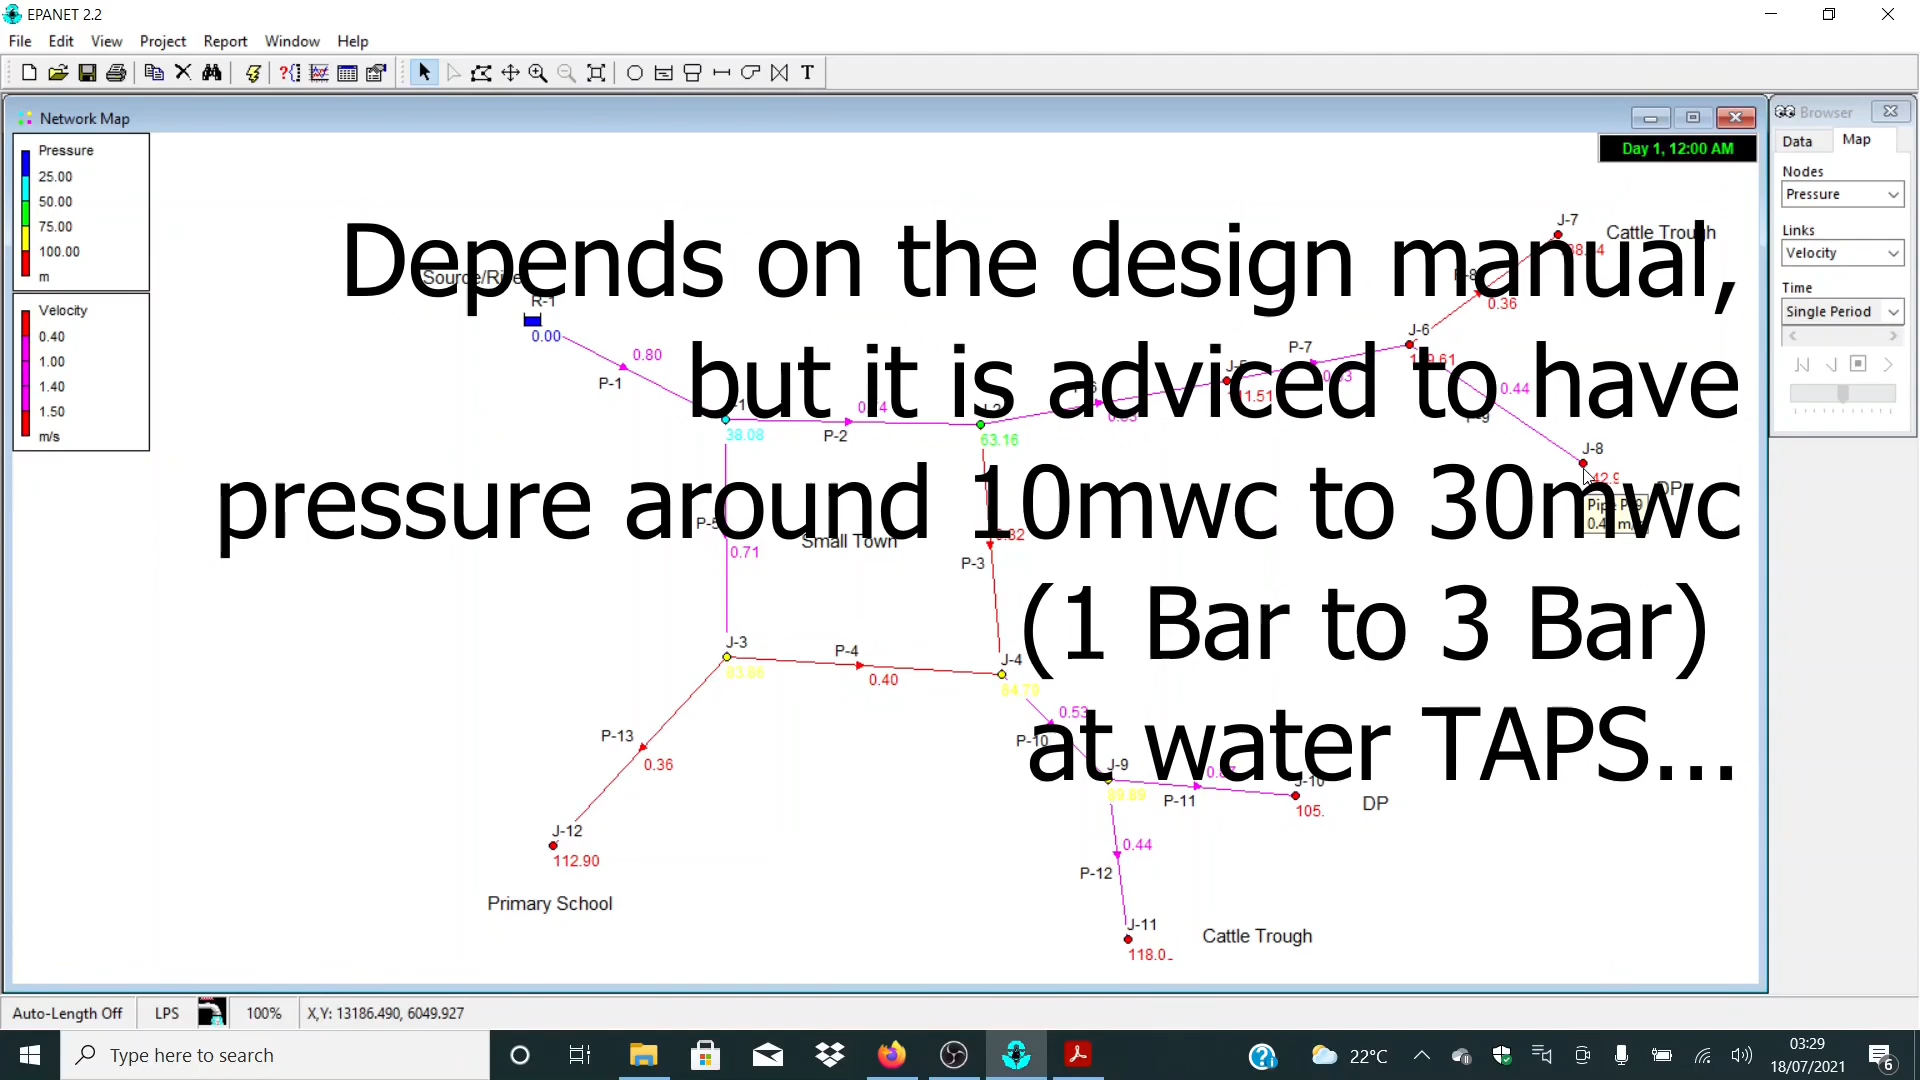 EPANET 2.2
File Edit View Project Report Window Help
T
Network Map
Browser
Data Map
Day 1, 12:00 AM
Pressure
25.00
50.00
75.00
100.00
m
Velocity
0.40
1.00
1.40
1.50
m/s
Nodes
Pressure
Links
Velocity
Time
Single Period
Depends on the design manual,
but it is adviced to have
pressure around 10mwc to 30mwc
(1 Bar to 3 Bar)
at water TAPS...
R-1
0.00
0.80
P-1
38.08
P-2
63.16
P-7
J-6
J-7
Cattle Trough
0.36
0.44
J-8
P-3
Small Town
0.71
J-3
P-4
0.40
J-4
P-13
0.36
J-12
112.90
Primary School
0.53
P-10
J-9
P-11
DP
0.44
P-12
J-11
Cattle Trough
Auto-Length Off LPS 100% X,Y: 13186.490, 6049.927
Type here to search
22°C
03:29
18/07/2021
6